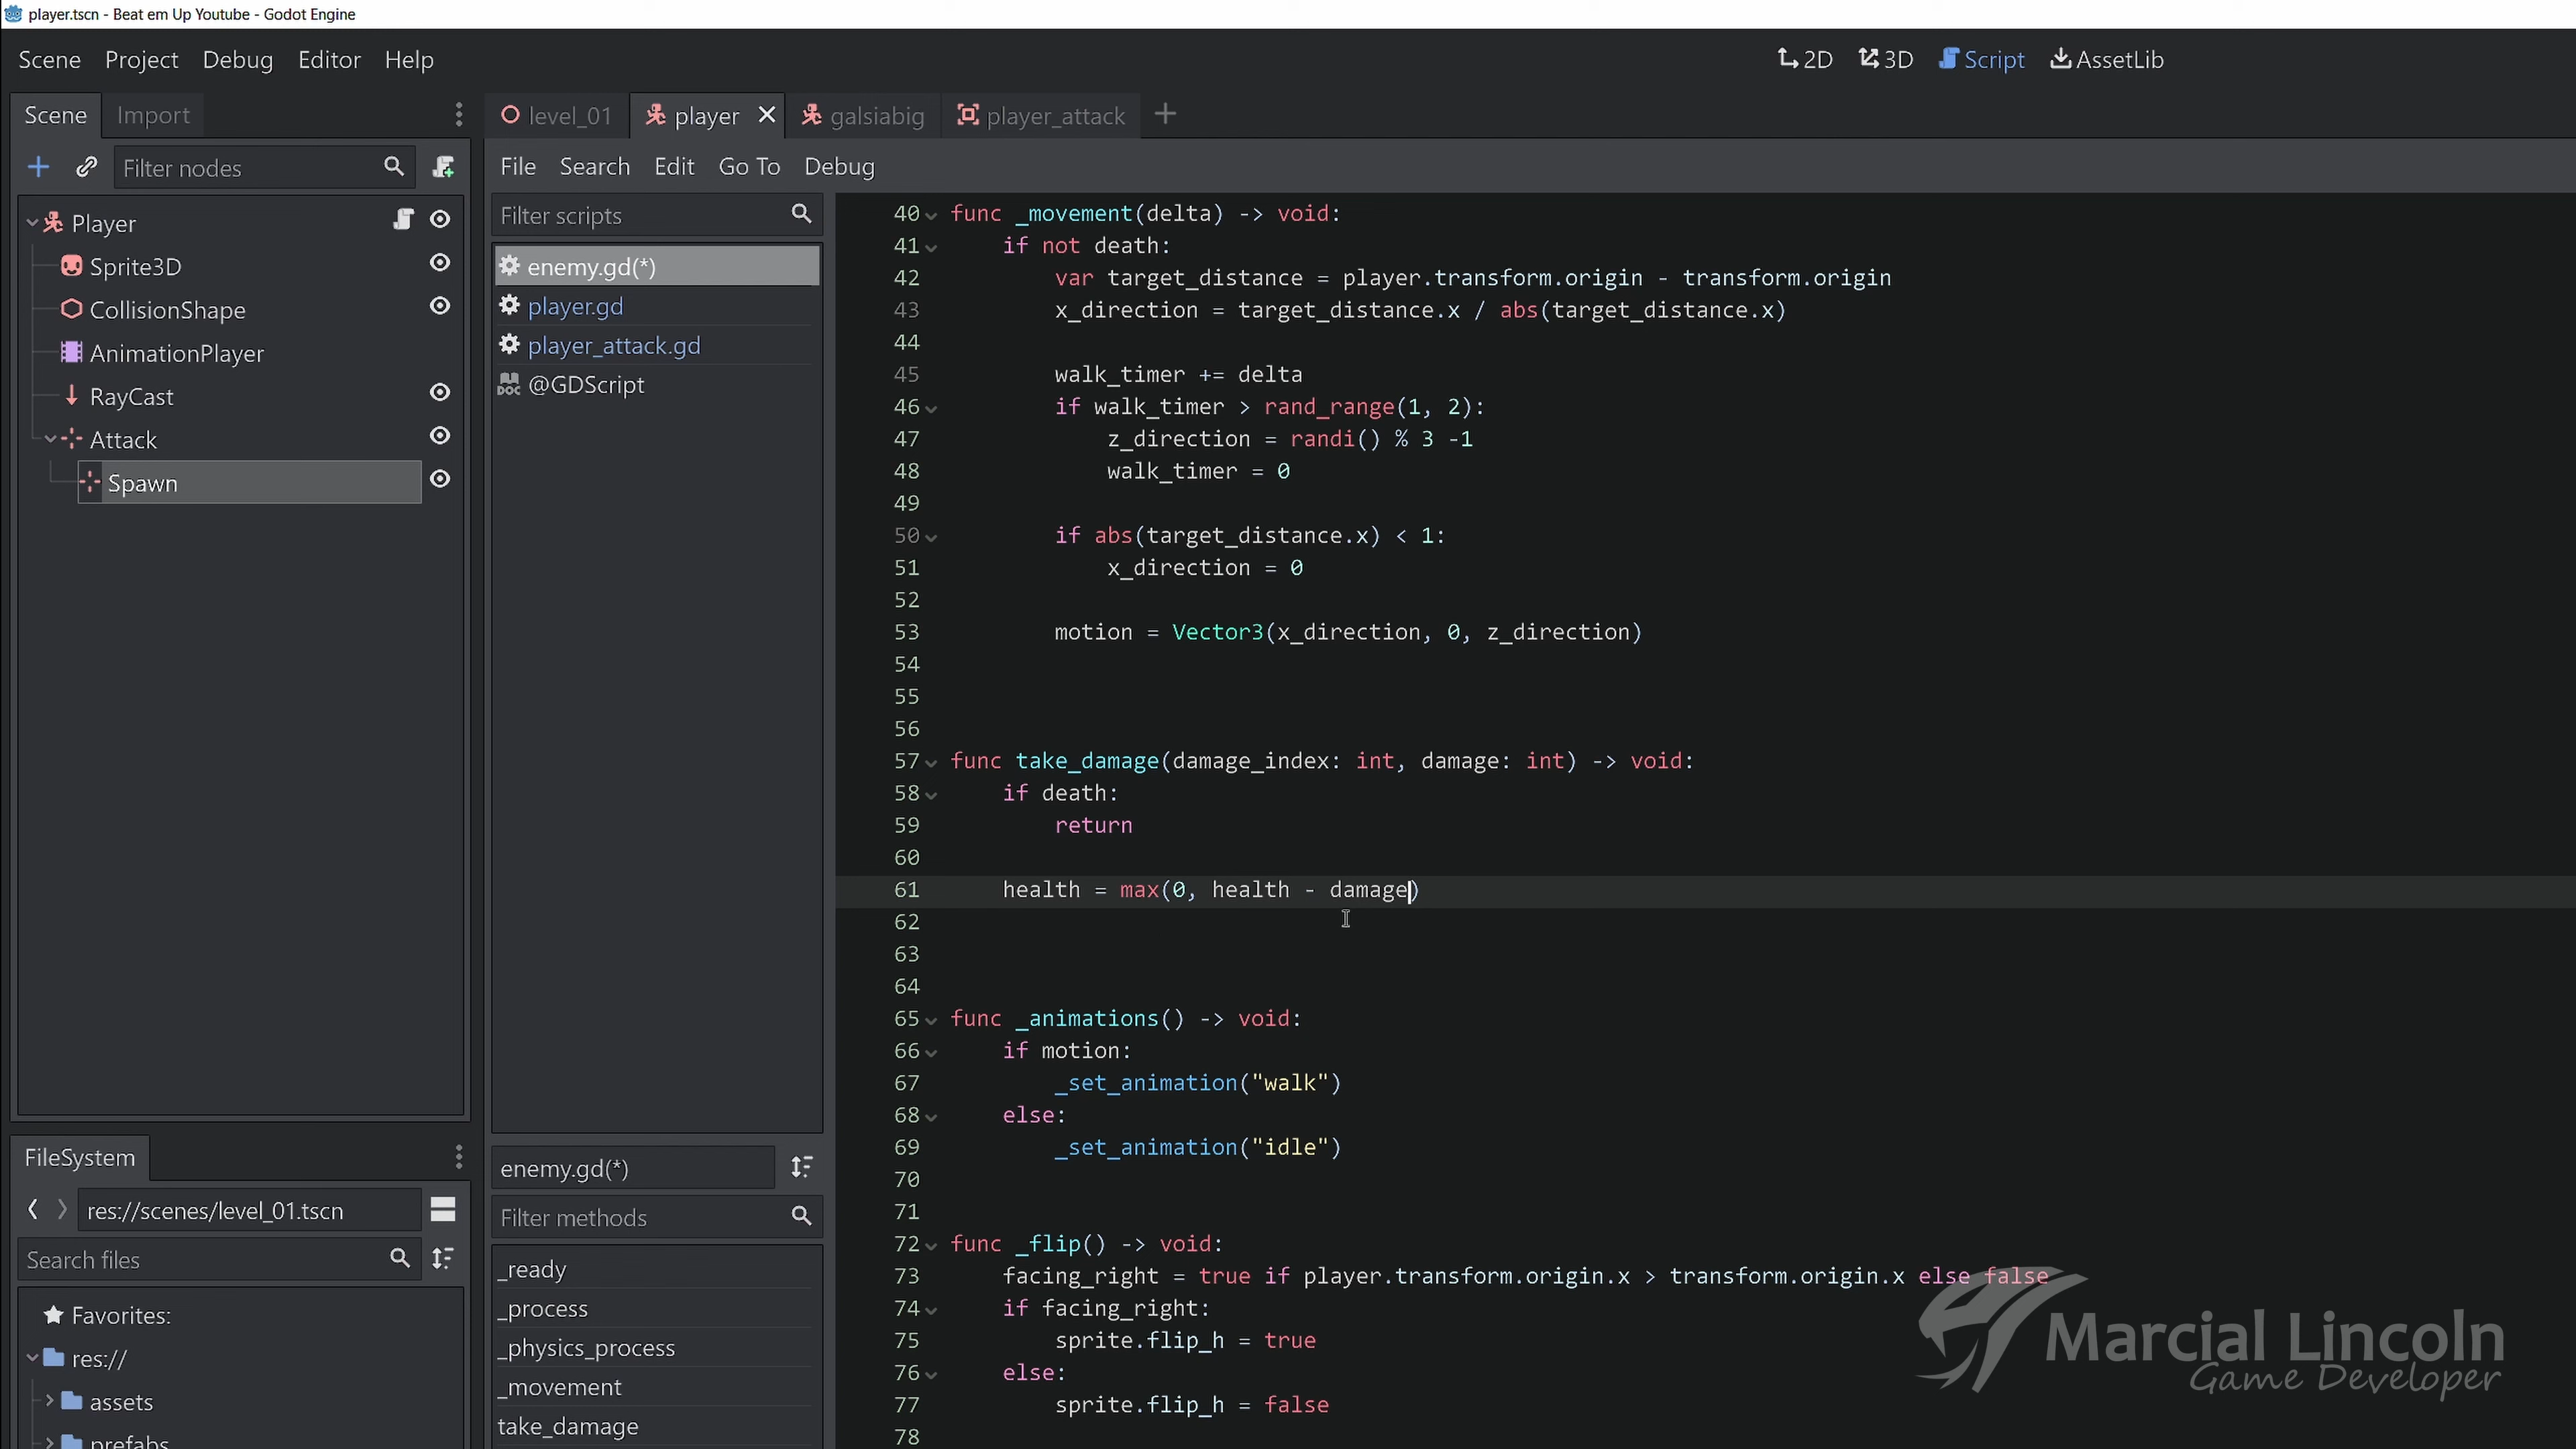 player.tscn - Beat em Up Youtube - Godot Engine
Scene Project Debug Editor Help
2D 3D Script AssetLib
Scene Import
level_01 player galsiabig player_attack
Filter nodes
File Search Edit Go To Debug
Player
Sprite3D
CollisionShape
AnimationPlayer
RayCast
Attack
Spawn
Filter scripts
enemy.gd(*)
player.gd
player_attack.gd
DOC @GDScript
40 func _movement(delta) -> void:
41 if not death:
42 var target_distance = player.transform.origin - transform.origin
43 x_direction = target_distance.x / abs(target_distance.x)
44
45 walk_timer += delta
46 if walk_timer > rand_range(1, 2):
47 z_direction = randi() % 3 -1
48 walk_timer = 0
49
50 if abs(target_distance.x) < 1:
51 x_direction = 0
52
53 motion = Vector3(x_direction, 0, z_direction)
54
55
56
57 func take_damage(damage_index: int, damage: int) -> void:
58 if death:
59 return
60
61 health = max(0, health - damage)
62
63
64
65 func _animations() -> void:
66 if motion:
67 _set_animation("walk")
68 else:
69 _set_animation("idle")
70
71
72 func _flip() -> void:
73 facing_right = true if player.transform.origin.x > transform.origin.x else false
74 if facing_right:
75 sprite.flip_h = true
76 else:
77 sprite.flip_h = false
78
FileSystem
res://scenes/level_01.tscn
Search files
Favorites:
res://
assets
prefabs
enemy.gd(*)
Filter methods
_ready
_process
_physics_process
_movement
take_damage
Marcial Lincoln
Game Developer